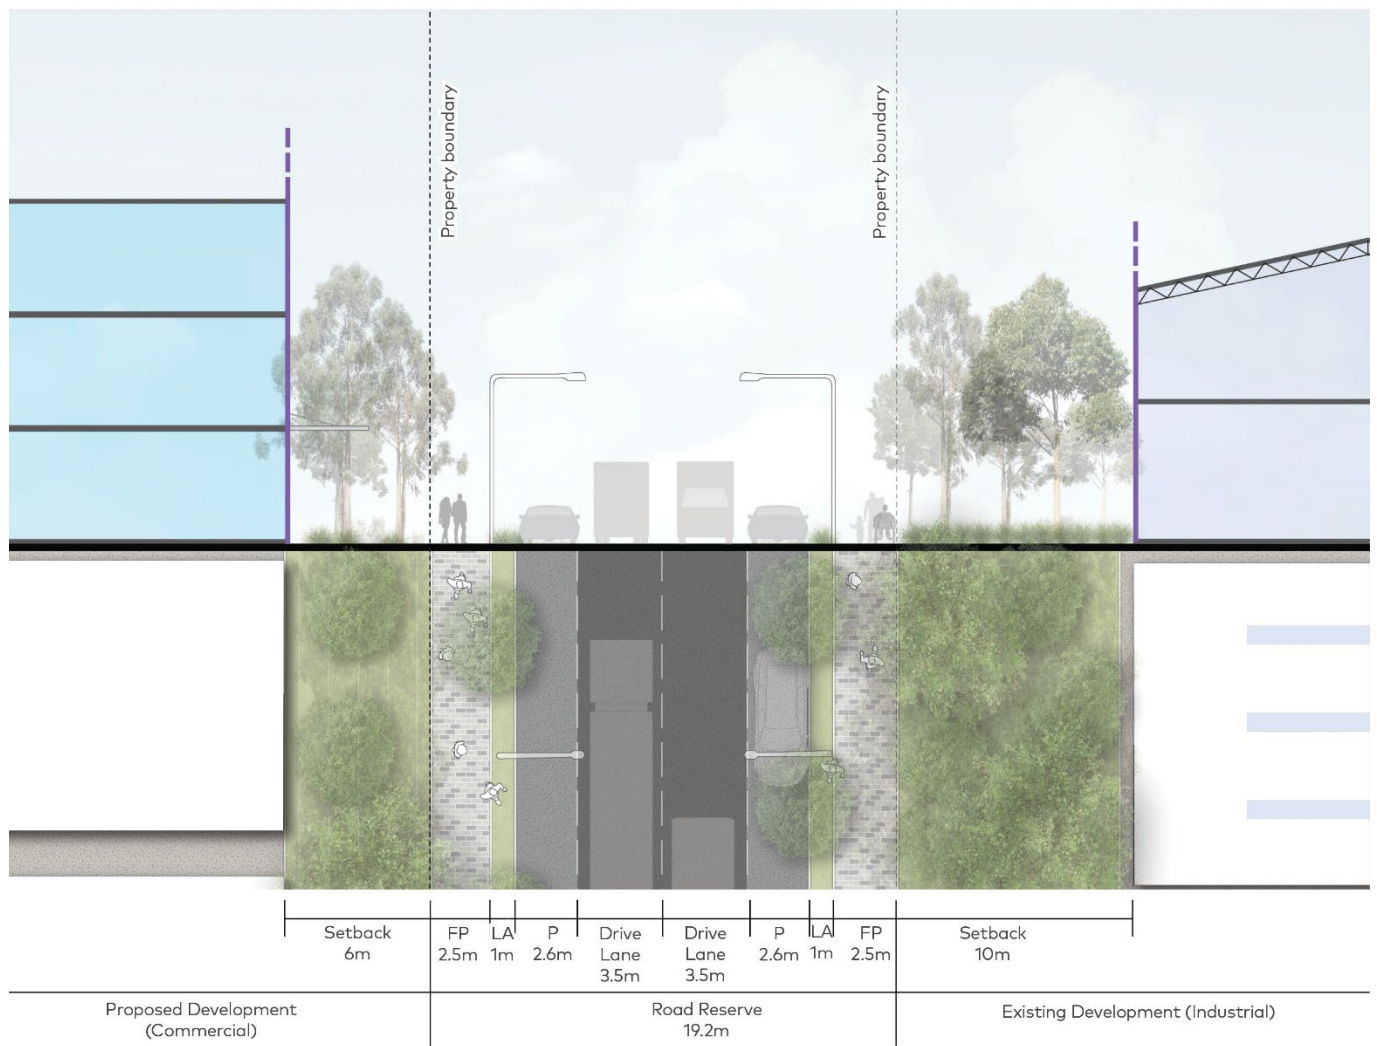 Property boundary
Property boundary
Setback
6m
FP
2.5m
LA
1m
P
2.6m
Drive
Lane
3.5m
Drive
Lane
3.5m
P
2.6m
LA
1m
FP
2.5m
Setback
10m
Proposed Development
(Commercial)
Road Reserve
19.2m
Existing Development (Industrial)